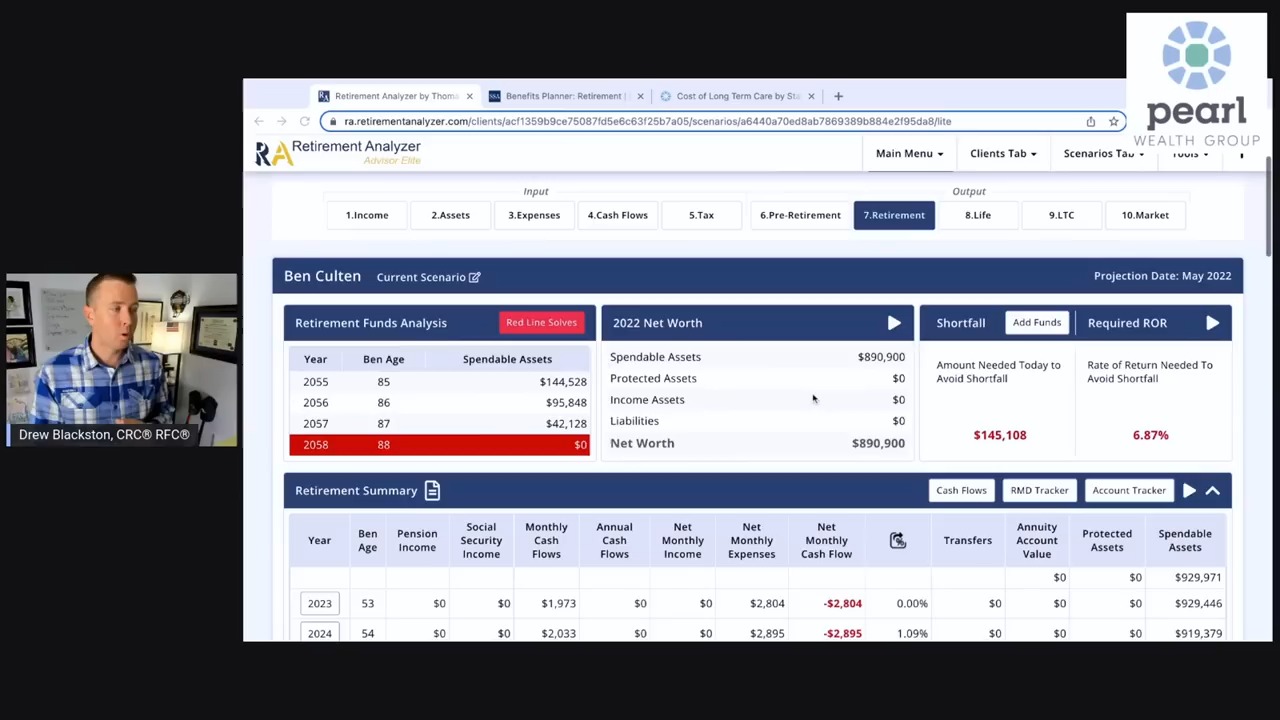 pearl
WEALTH GROUP
Retirement Analyzer by Thoma
Benefits Planner: Retirement |
Cost of Long Term Care by Sta
ra.retirementanalyzer.com/clients/acf1359b9ce75087fd5e6c63f25b7a05/scenarios/a6440a70ed8ab7869389b884e2f95da8/lite
RA Retirement Analyzer
Advisor Elite
Main Menu
Clients Tab
Scenarios Tab
Tools
Input
Output
1.Income
2.Assets
3.Expenses
4.Cash Flows
5.Tax
6.Pre-Retirement
7.Retirement
8.Life
9.LTC
10.Market
Ben Culten Current Scenario Projection Date: May 2022
Retirement Funds Analysis Red Line Solves
Year Ben Age Spendable Assets
2055 85 $144,528
2056 86 $95,848
2057 87 $42,128
2058 88 $0
2022 Net Worth
Spendable Assets $890,900
Protected Assets $0
Income Assets $0
Liabilities $0
Net Worth $890,900
Shortfall Add Funds Required ROR
Amount Needed Today to
Avoid Shortfall
$145,108
Rate of Return Needed To
Avoid Shortfall
6.87%
Drew Blackston, CRC® RFC®
Retirement Summary
Cash Flows
RMD Tracker
Account Tracker
Year
Ben
Age
Pension
Income
Social
Security
Income
Monthly
Cash
Flows
Annual
Cash
Flows
Net
Monthly
Income
Net
Monthly
Expenses
Net
Monthly
Cash Flow
%
Transfers
Annuity
Account
Value
Protected
Assets
Spendable
Assets
$0 $0 $929,971
2023 53 $0 $0 $1,973 $0 $0 $2,804 -$2,804 0.00% $0 $0 $0 $929,446
2024 54 $0 $0 $2,033 $0 $0 $2,895 -$2,895 1.09% $0 $0 $0 $919,379